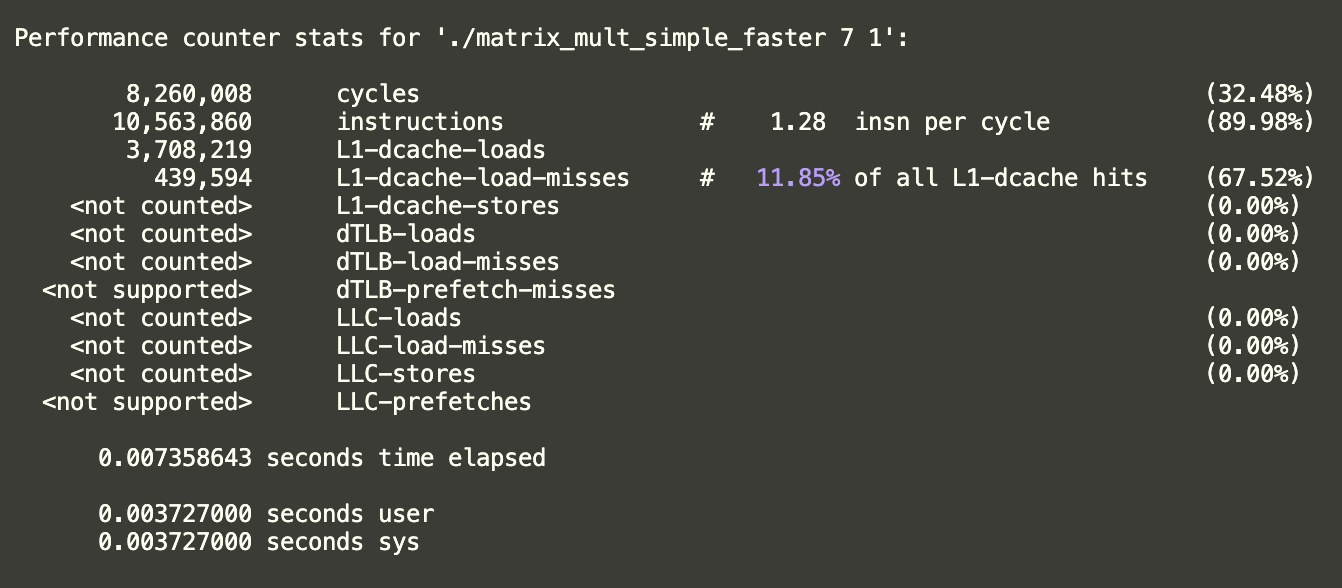 Performance counter stats for './matrix_mult_simple_faster 7 1':
8,260,008 cycles (32.48%)
10,563,860 instructions # 1.28 insn per cycle (89.98%)
3,708,219 L1-dcache-loads
439,594 L1-dcache-load-misses # 11.85% of all L1-dcache hits (67.52%)
<not counted> L1-dcache-stores (0.00%)
<not counted> dTLB-loads (0.00%)
<not counted> dTLB-load-misses (0.00%)
<not supported> dTLB-prefetch-misses
<not counted> LLC-loads (0.00%)
<not counted> LLC-load-misses (0.00%)
<not counted> LLC-stores (0.00%)
<not supported> LLC-prefetches
0.007358643 seconds time elapsed
0.003727000 seconds user
0.003727000 seconds sys